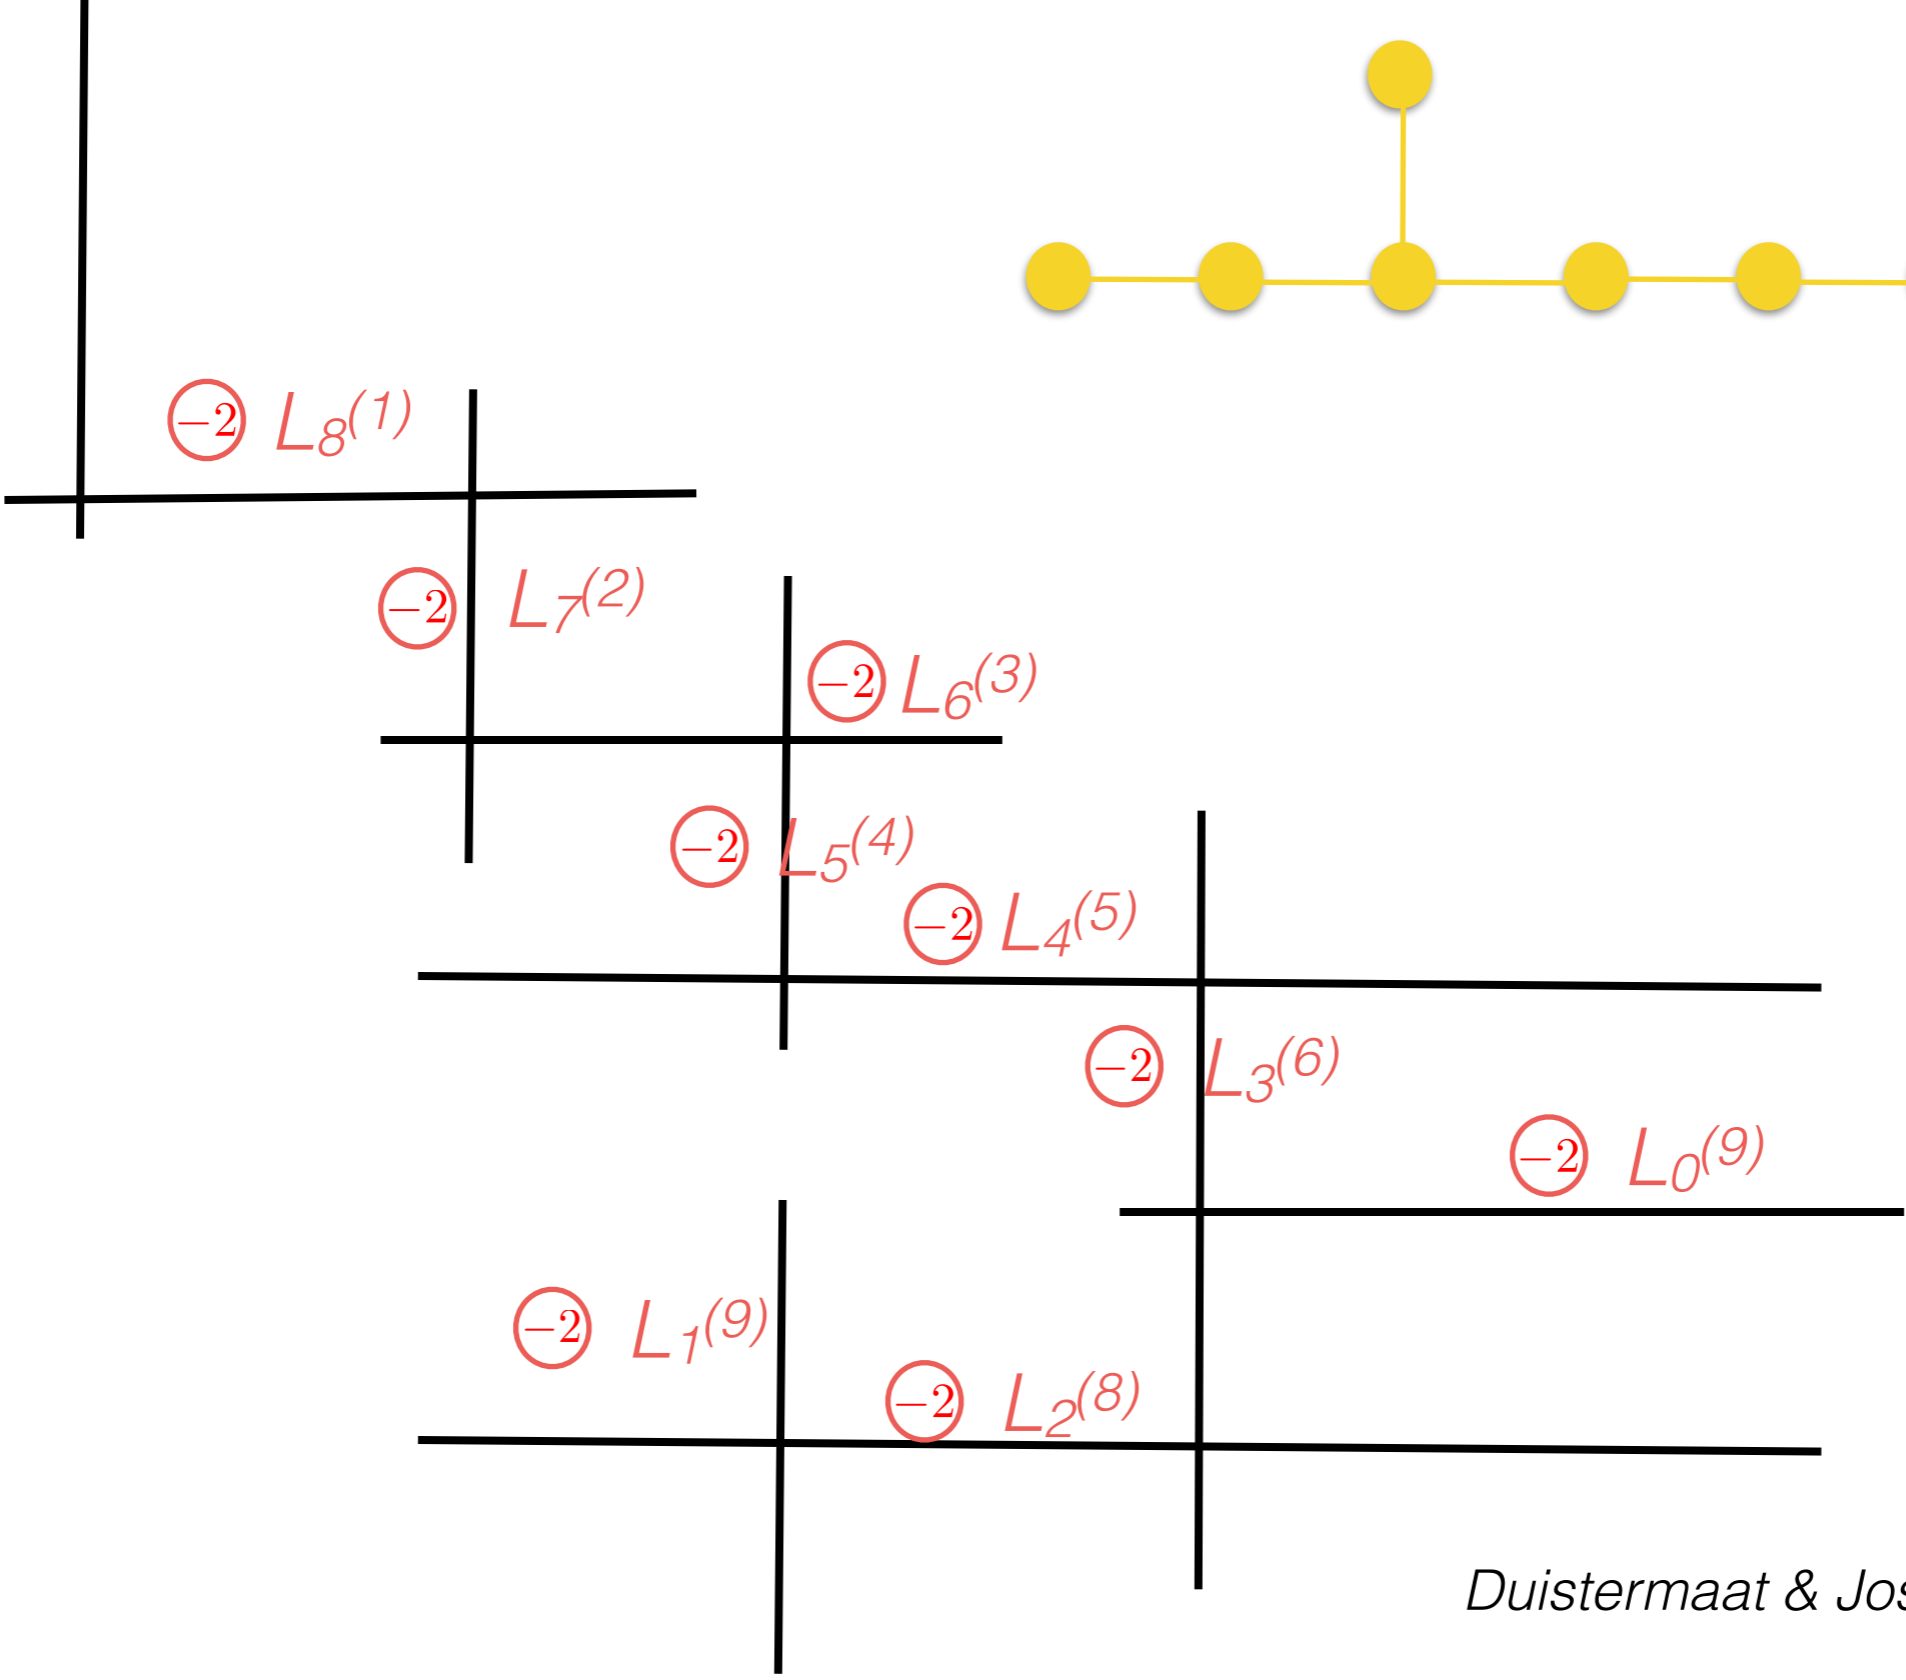 −2 L₈⁽¹⁾
−2 L₇⁽²⁾
−2 L₆⁽³⁾
−2 L₅⁽⁴⁾
−2 L₄⁽⁵⁾
−2 L₃⁽⁶⁾
−2 L₀⁽⁹⁾
−2 L₁⁽⁹⁾
−2 L₂⁽⁸⁾
Duistermaat &